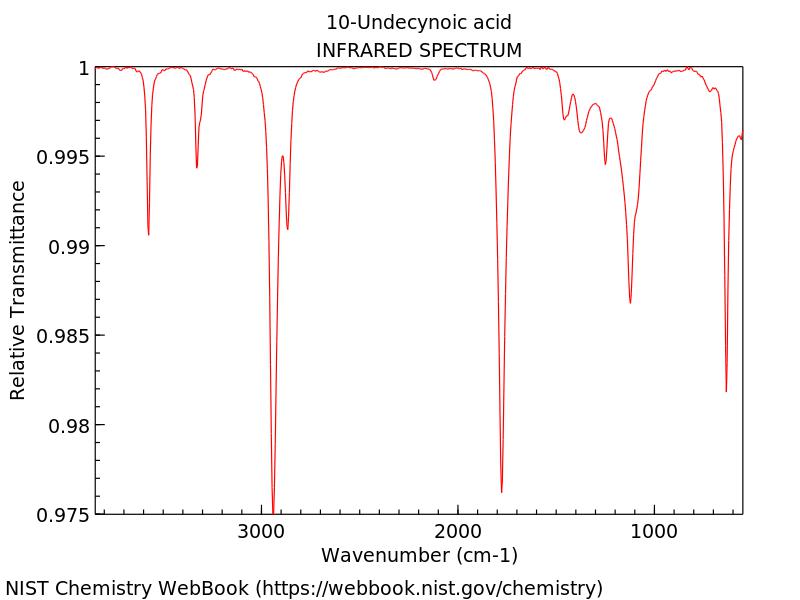 10-Undecynoic acid
INFRARED SPECTRUM
1
0.995
0.99
0.985
0.98
0.975
Relative Transmittance
3000 2000 1000
Wavenumber (cm-1)
NIST Chemistry WebBook (https://webbook.nist.gov/chemistry)